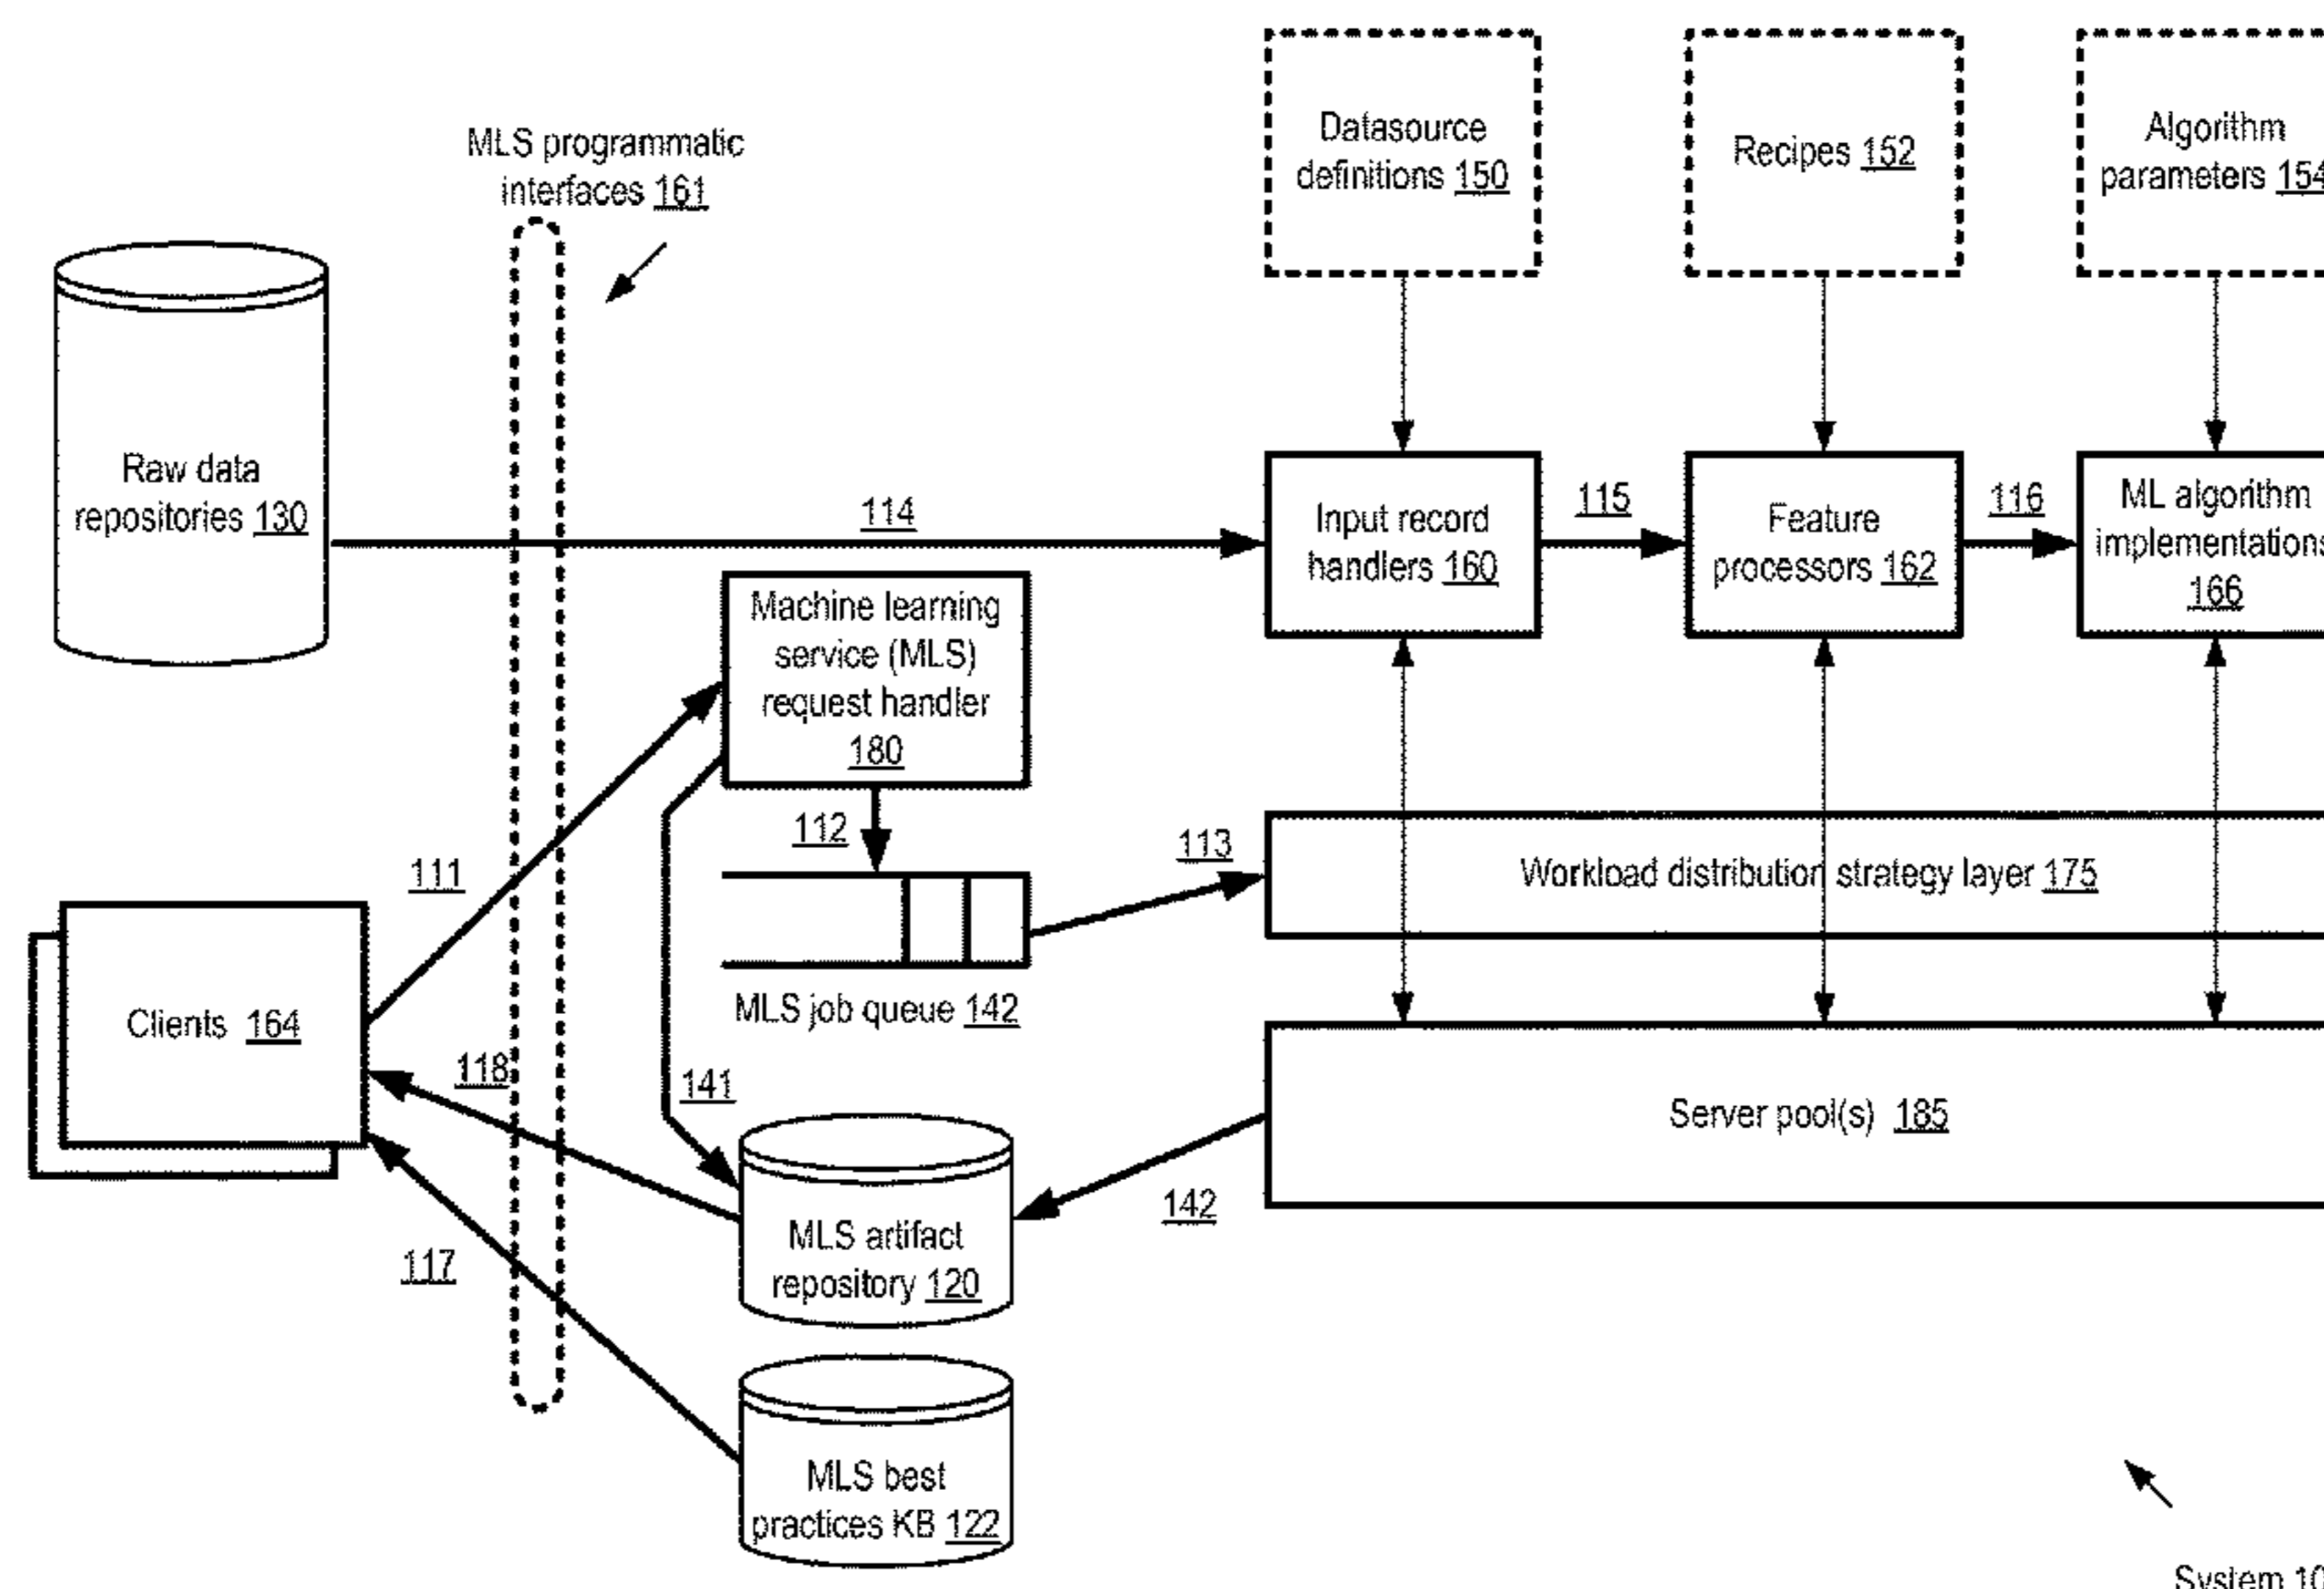 MLS programmatic
interfaces 161
Datasource
definitions 150
Recipes 152
Algorithm
parameters 154
Raw data
repositories 130
114
Input record
handlers 160
115
Feature
processors 162
116
ML algorithm
implementations
166
Machine learning
service (MLS)
request handler
180
112
113
Workload distribution strategy layer 175
111
Clients 164
MLS job queue 142
118
141
Server pool(s) 185
142
117
MLS artifact
repository 120
MLS best
practices KB 122
System 10